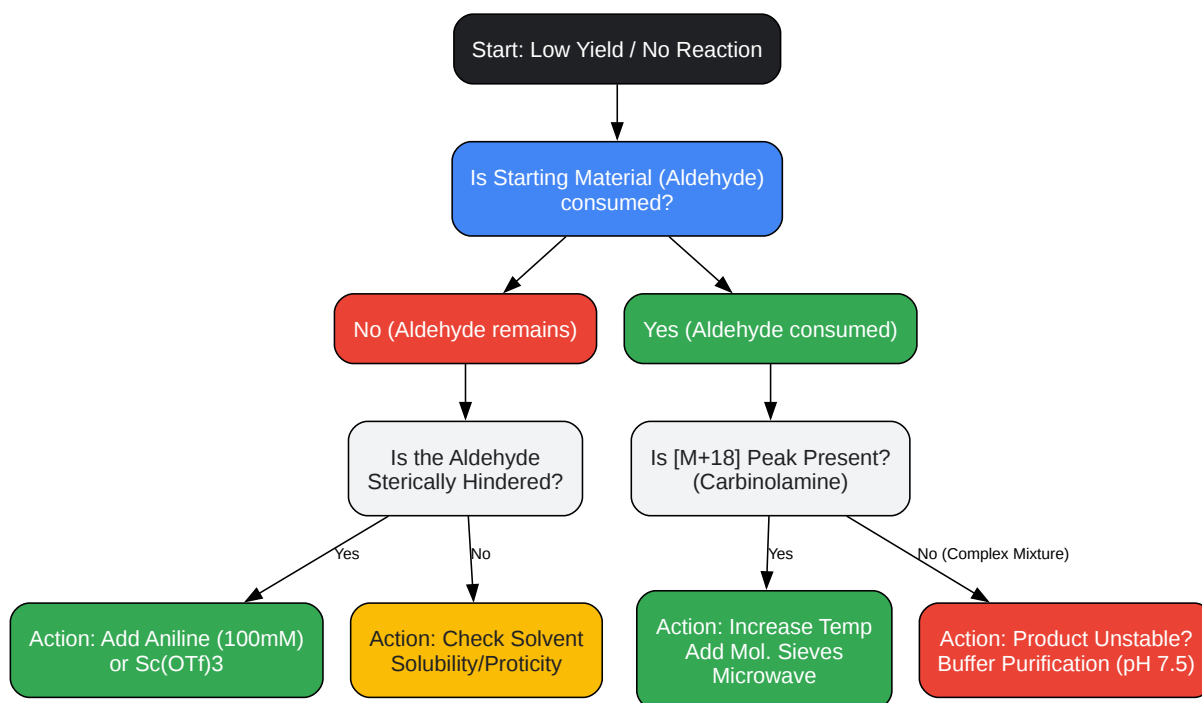 Start: Low Yield / No Reaction
Is Starting Material (Aldehyde)
consumed?
No (Aldehyde remains)
Yes (Aldehyde consumed)
Is the Aldehyde
Sterically Hindered?
Is [M+18] Peak Present?
(Carbinolamine)
Yes
No
Yes
No (Complex Mixture)
Action: Add Aniline (100mM)
or Sc(OTf)3
Action: Check Solvent
Solubility/Proticity
Action: Increase Temp
Add Mol. Sieves
Microwave
Action: Product Unstable?
Buffer Purification (pH 7.5)